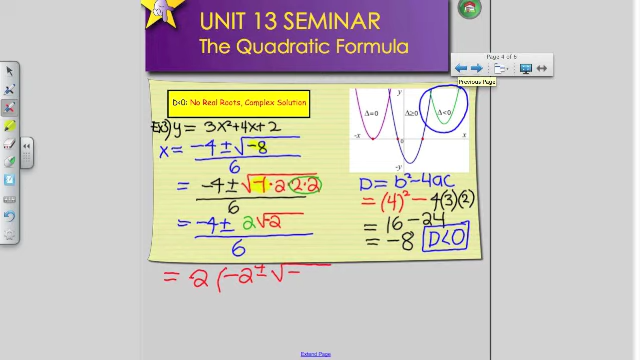 UNIT 13 SEMINAR
The Quadratic Formula
Page 4 of 6
Previous Page
D<0: No Real Roots, Complex Solution
Ex3) y = 3x²+4x+2
x = −4 ± √−8
6
= −4 ± √−1·2·2·2
6
= −4 ± 2√−2
6
= 2 (−2 ± √−
Δ=0
Δ≥0
Δ<0
-x
0
x
D = b²−4ac
= (4)² − 4(3)(2)
= 16 − 24
= −8 D<0
Extend Page